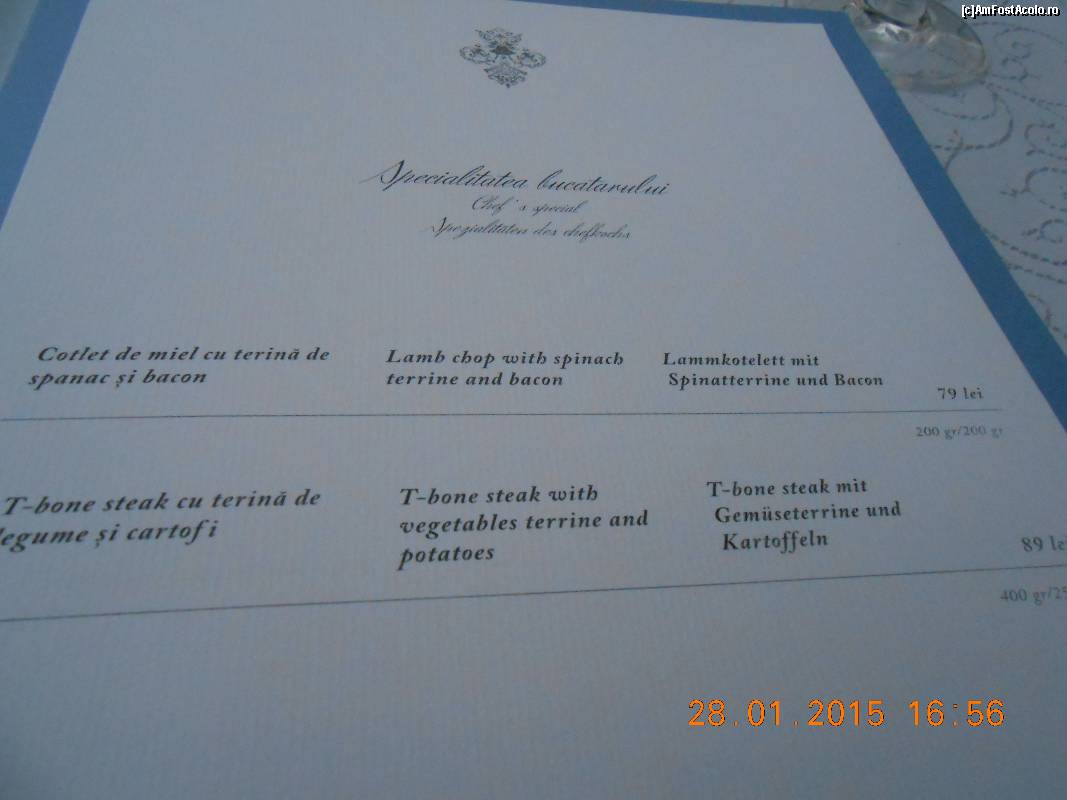 [c]AmFostAcolo.ro
Specialitatea bucatarului
Chef's special
Spezialitäten des chefkochs
Cotlet de miel cu terină de
spanac și bacon
Lamb chop with spinach
terrine and bacon
Lammkotelett mit
Spinatterrine und Bacon
79 lei
200 gr/200 gr
T-bone steak cu terină de
legume și cartofi
T-bone steak with
vegetables terrine and
potatoes
T-bone steak mit
Gemüseterrine und
Kartoffeln
89 lei
400 gr/25
28.01.2015 16:56